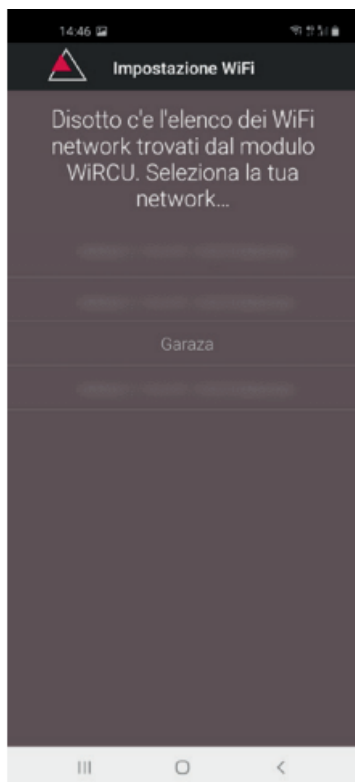 14:46
Impostazione WiFi
Disotto c'e l'elenco dei WiFi
network trovati dal modulo
WiRCU. Seleziona la tua
network...
Garaza